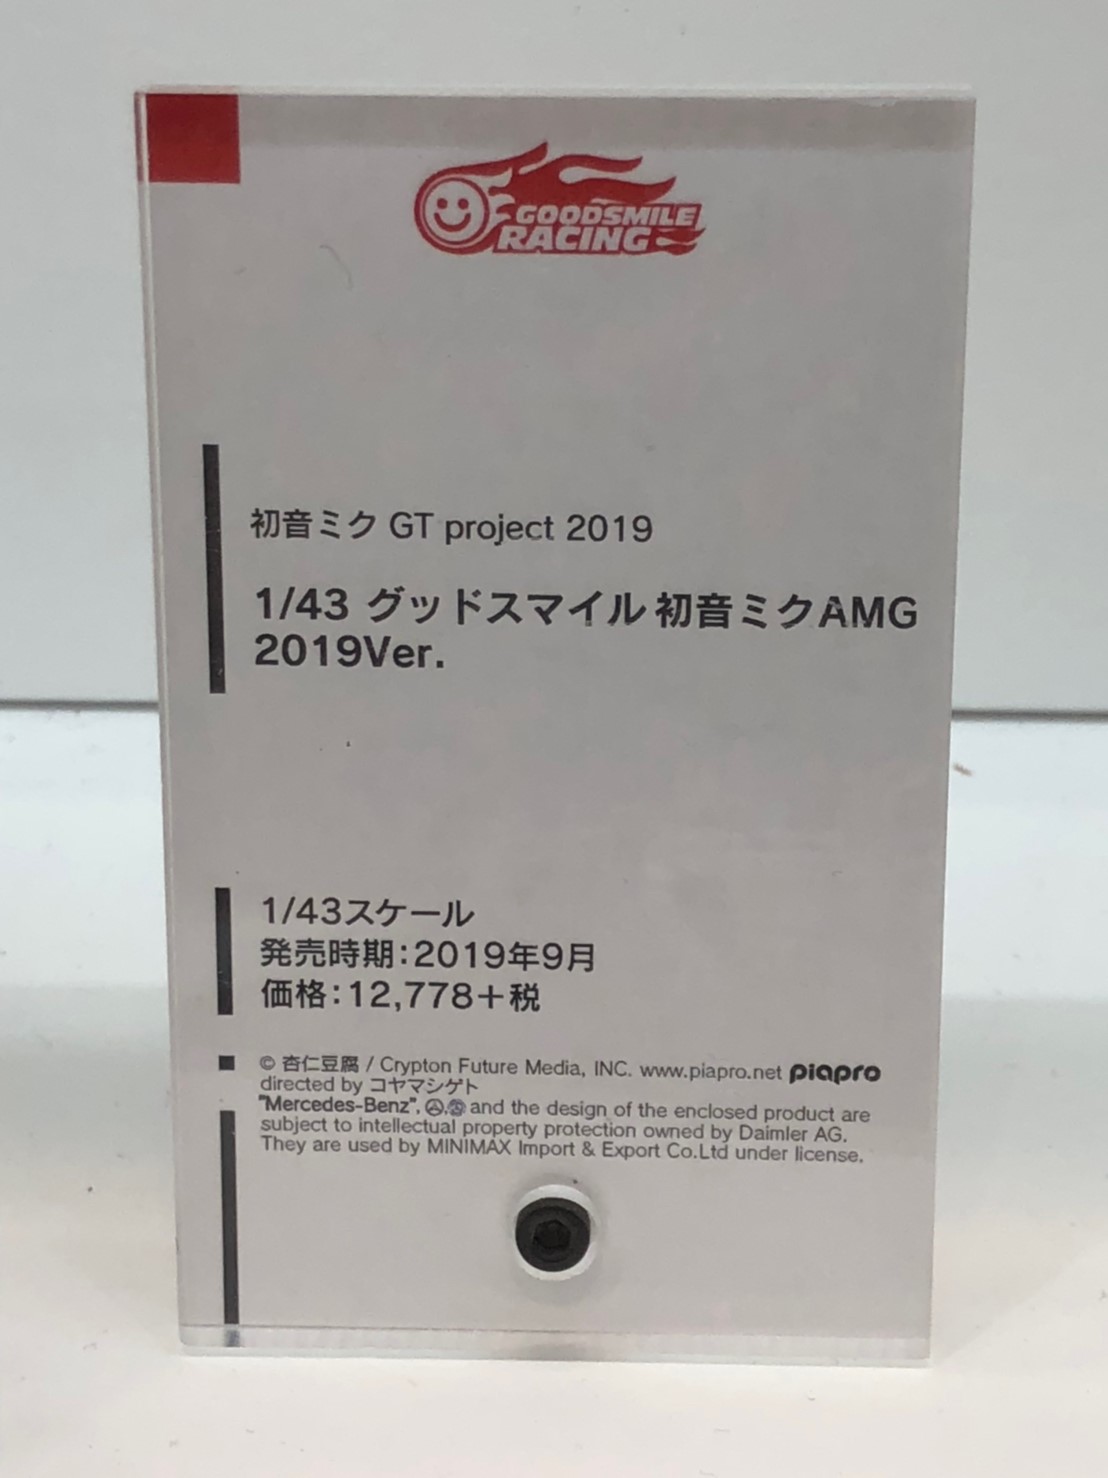 GOODSMILE
RACING
初音ミク GT project 2019
1/43 グッドスマイル 初音ミクAMG
2019Ver.
1/43スケール
発売時期:2019年9月
価格:12,778+税
© 杏仁豆腐 / Crypton Future Media, INC. www.piapro.net piapro
directed by コヤマシゲト
"Mercedes-Benz", and the design of the enclosed product are
subject to intellectual property protection owned by Daimler AG.
They are used by MINIMAX Import & Export Co.Ltd under license.